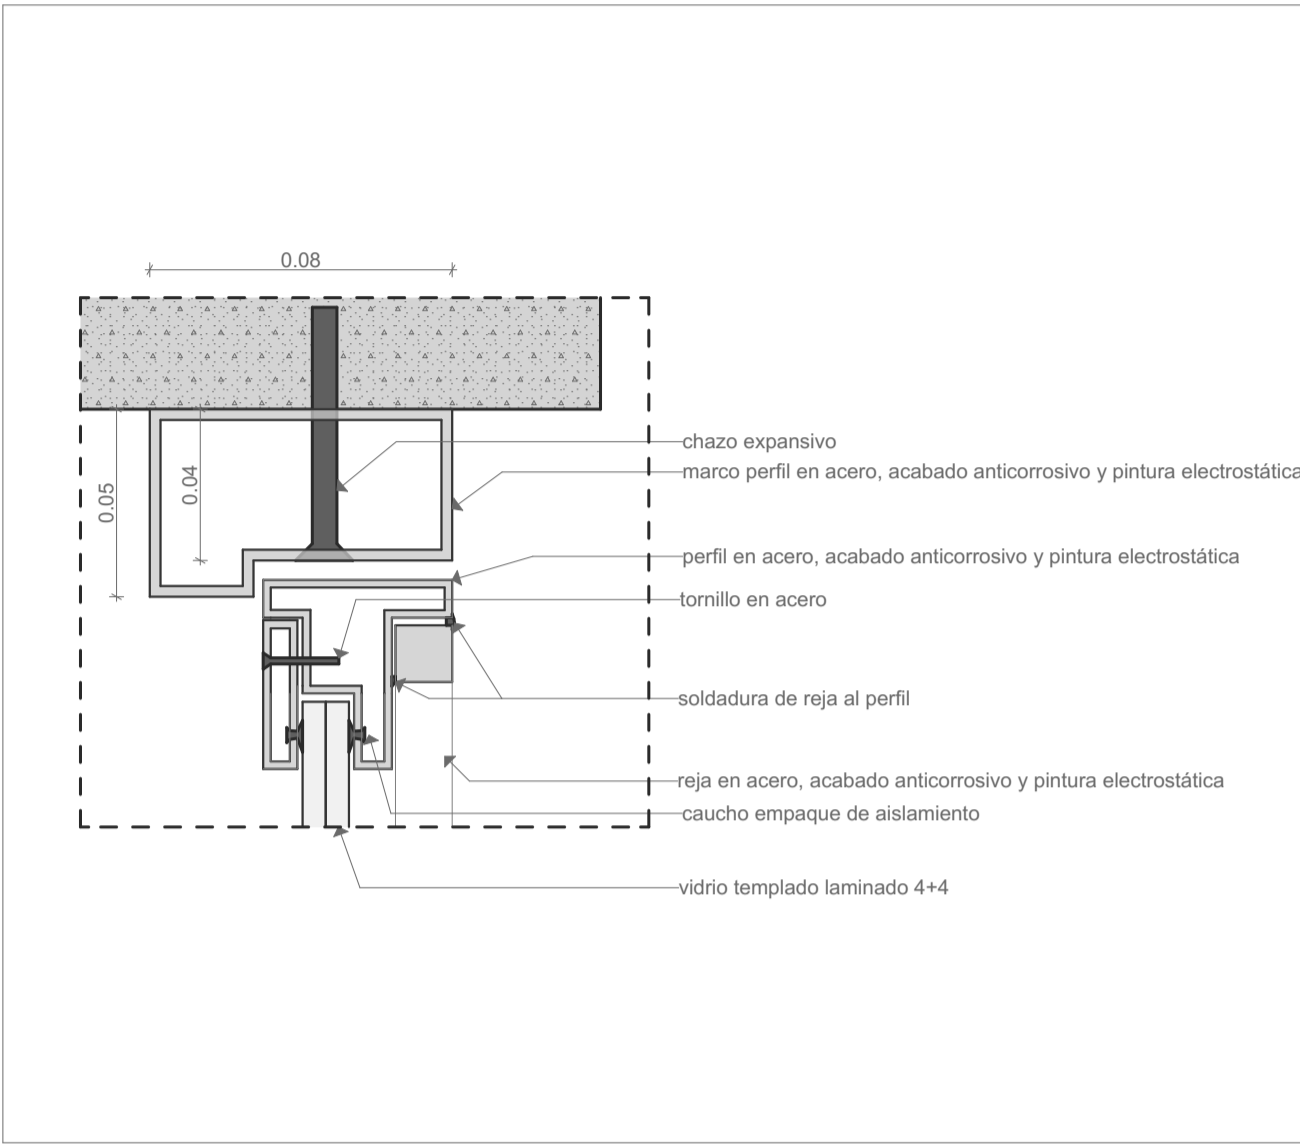 0.08
0.05
0.04
chazo expansivo
marco perfil en acero, acabado anticorrosivo y pintura electrostática
perfil en acero, acabado anticorrosivo y pintura electrostática
tornillo en acero
soldadura de reja al perfil
reja en acero, acabado anticorrosivo y pintura electrostática
caucho empaque de aislamiento
vidrio templado laminado 4+4